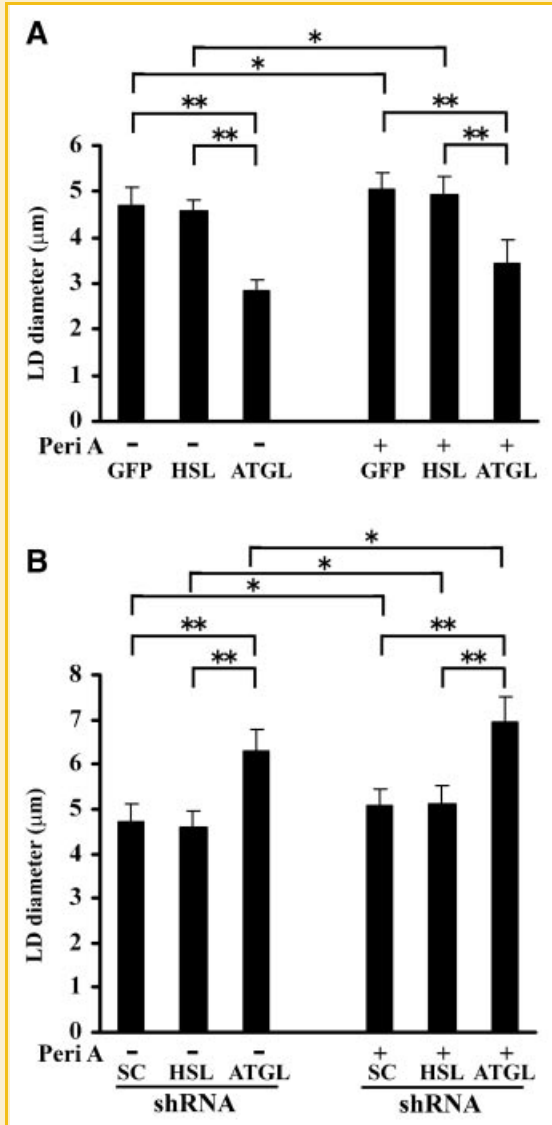 A
*
*
** **
** **
6
5
4
3
2
1
0
LD diameter (µm)
Peri A - - - + + +
GFP HSL ATGL GFP HSL ATGL
B
*
*
*
** **
** **
8
7
6
5
4
3
2
1
0
LD diameter (µm)
Peri A - - - + + +
SC HSL ATGL SC HSL ATGL
shRNA shRNA